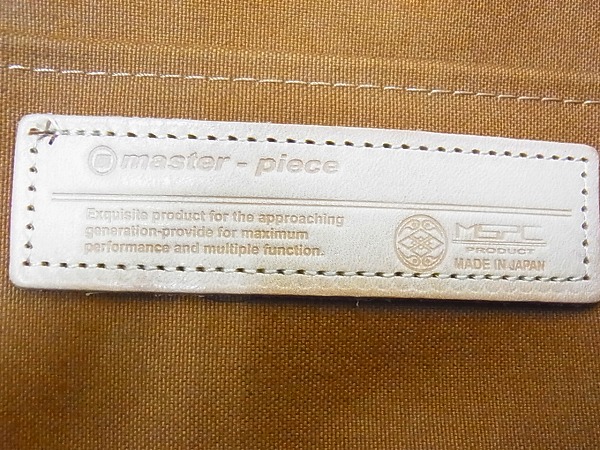 master-piece
Exquisite product for the approaching
generation-provide for maximum
performance and multiple function.
MSPC
PRODUCT
MADE IN JAPAN